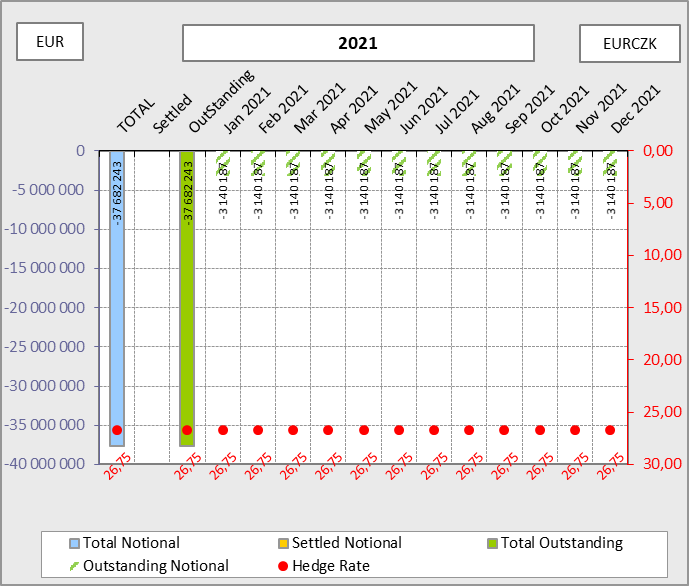 EUR
2021
EURCZK
TOTAL
Settled
OutStanding
Jan 2021
Feb 2021
Mar 2021
Apr 2021
May 2021
Jun 2021
Jul 2021
Aug 2021
Sep 2021
Oct 2021
Nov 2021
Dec 2021
0
-5 000 000
-10 000 000
-15 000 000
-20 000 000
-25 000 000
-30 000 000
-35 000 000
-40 000 000
-37 682 243
-37 682 243
-3 140 187
-3 140 187
-3 140 187
-3 140 187
-3 140 187
-3 140 187
-3 140 187
-3 140 187
-3 140 187
-3 140 187
-3 140 187
-3 140 187
0,00
5,00
10,00
15,00
20,00
25,00
30,00
26,75
26,75
26,75
26,75
26,75
26,75
26,75
26,75
26,75
26,75
26,75
26,75
26,75
26,75
Total Notional
Settled Notional
Total Outstanding
Outstanding Notional
Hedge Rate